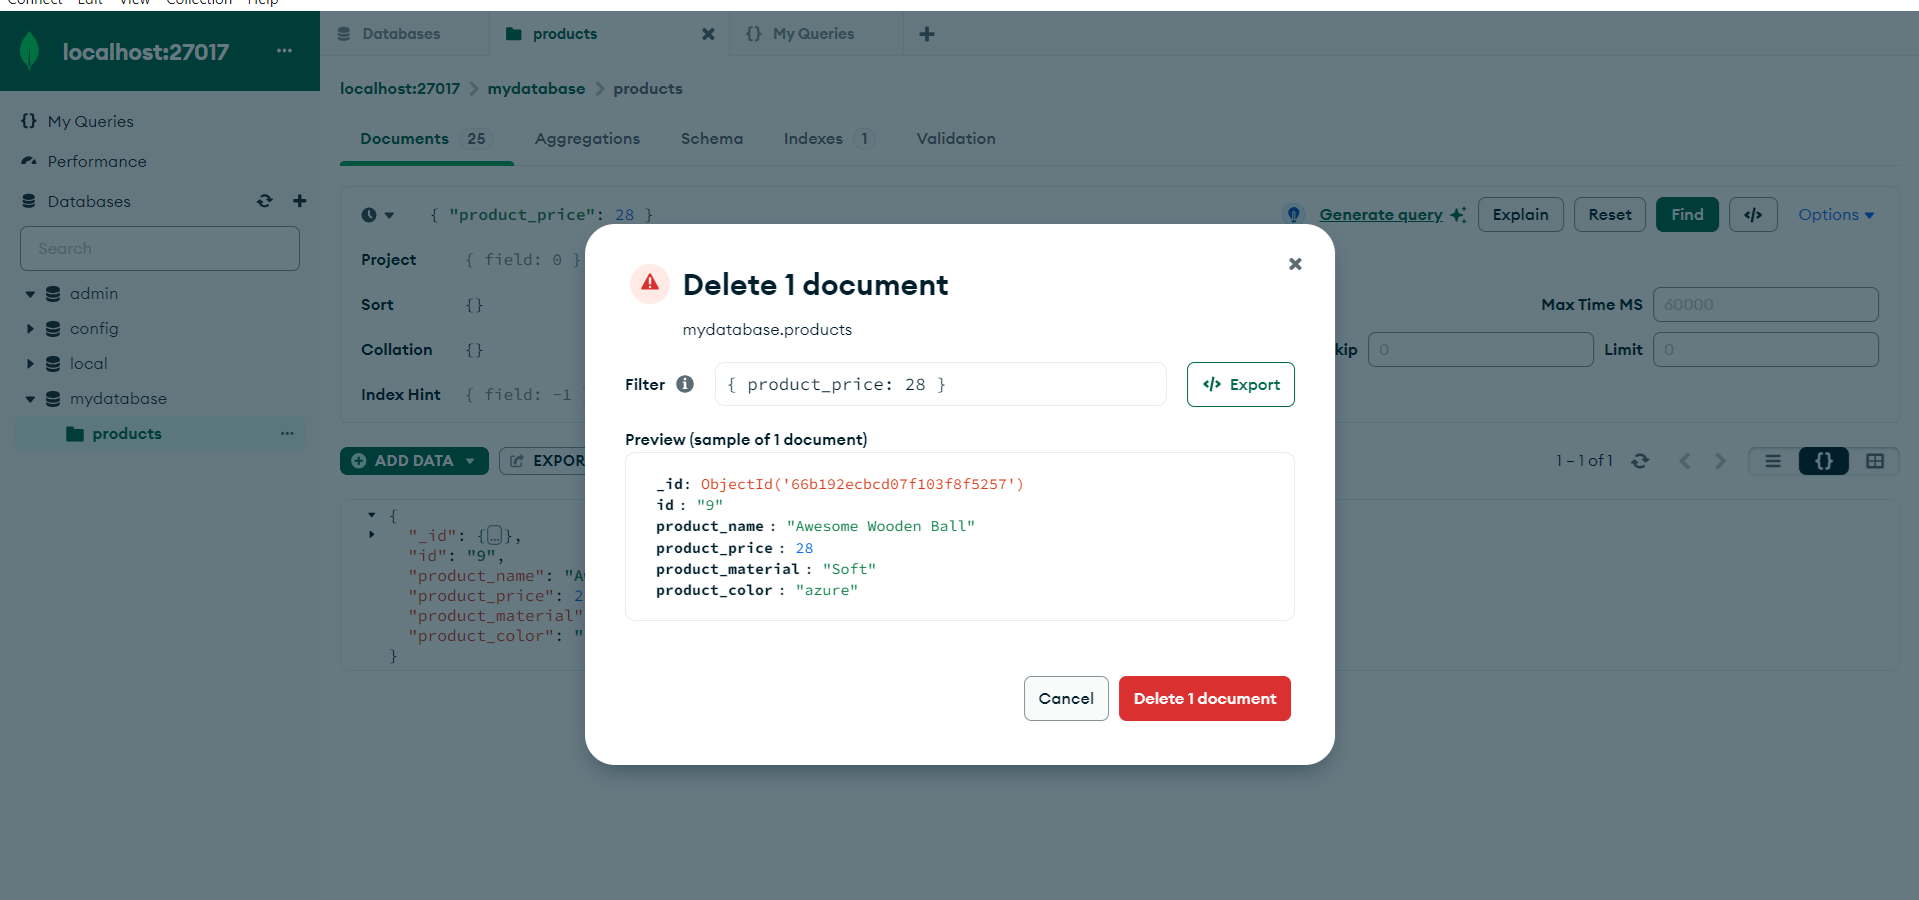 Connect Edit View Collection Help
localhost:27017 ...
Databases
products
{} My Queries
localhost:27017 > mydatabase > products
{} My Queries
Performance
Databases
Search
admin
config
local
mydatabase
products ...
Documents 25
Aggregations
Schema
Indexes 1
Validation
{ "product_price": 28 }
Generate query
Explain
Reset
Find
</>
Options
Project { field: 0 }
Sort {}
Max Time MS 60000
Collation {}
kip 0
Limit 0
Index Hint { field: -1
ADD DATA
EXPOR
1 – 1 of 1
{}
{
"_id": {…},
"id": "9",
"product_name": "A
"product_price": 2
"product_material"
"product_color": "
}
Delete 1 document
mydatabase.products
Filter { product_price: 28 }
</> Export
Preview (sample of 1 document)
_id: ObjectId('66b192ecbcd07f103f8f5257')
id : "9"
product_name : "Awesome Wooden Ball"
product_price : 28
product_material : "Soft"
product_color : "azure"
Cancel
Delete 1 document